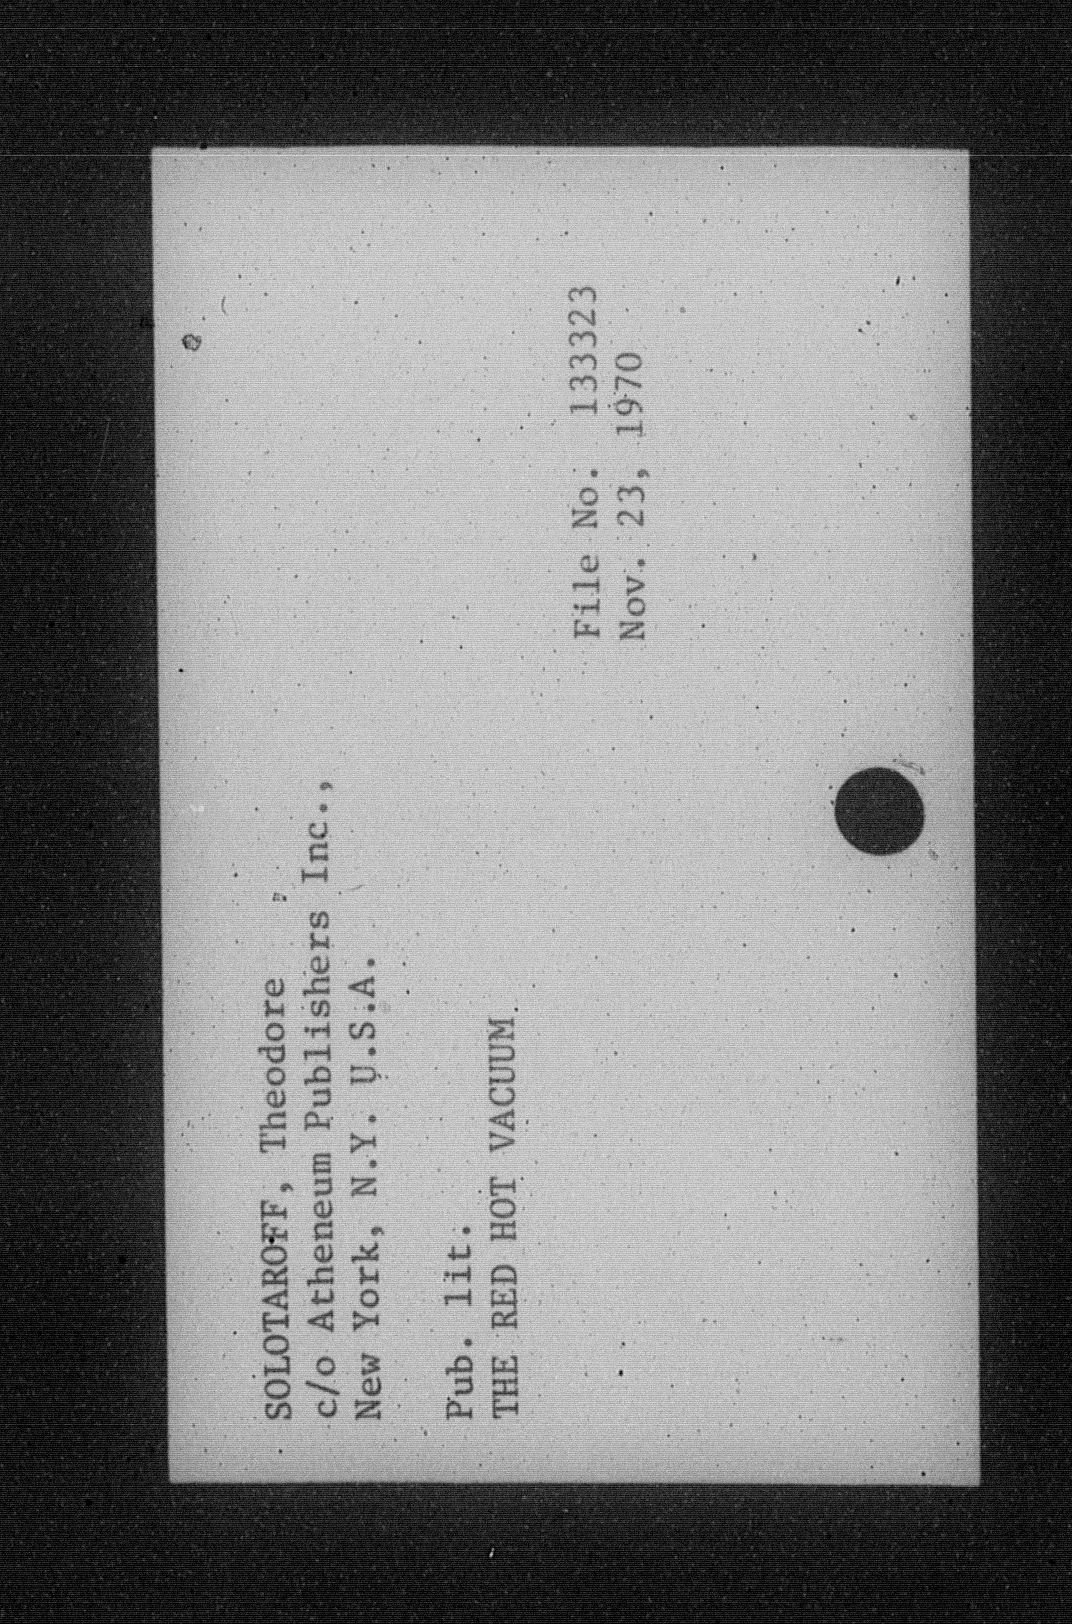 SOLOTAROFF, Theodore
c/o Atheneum Publishers Inc.,
New York, N.Y. U.S.A.
Pub. lit.
THE RED HOT VACUUM
File No. 133323
Nov. 23, 1970